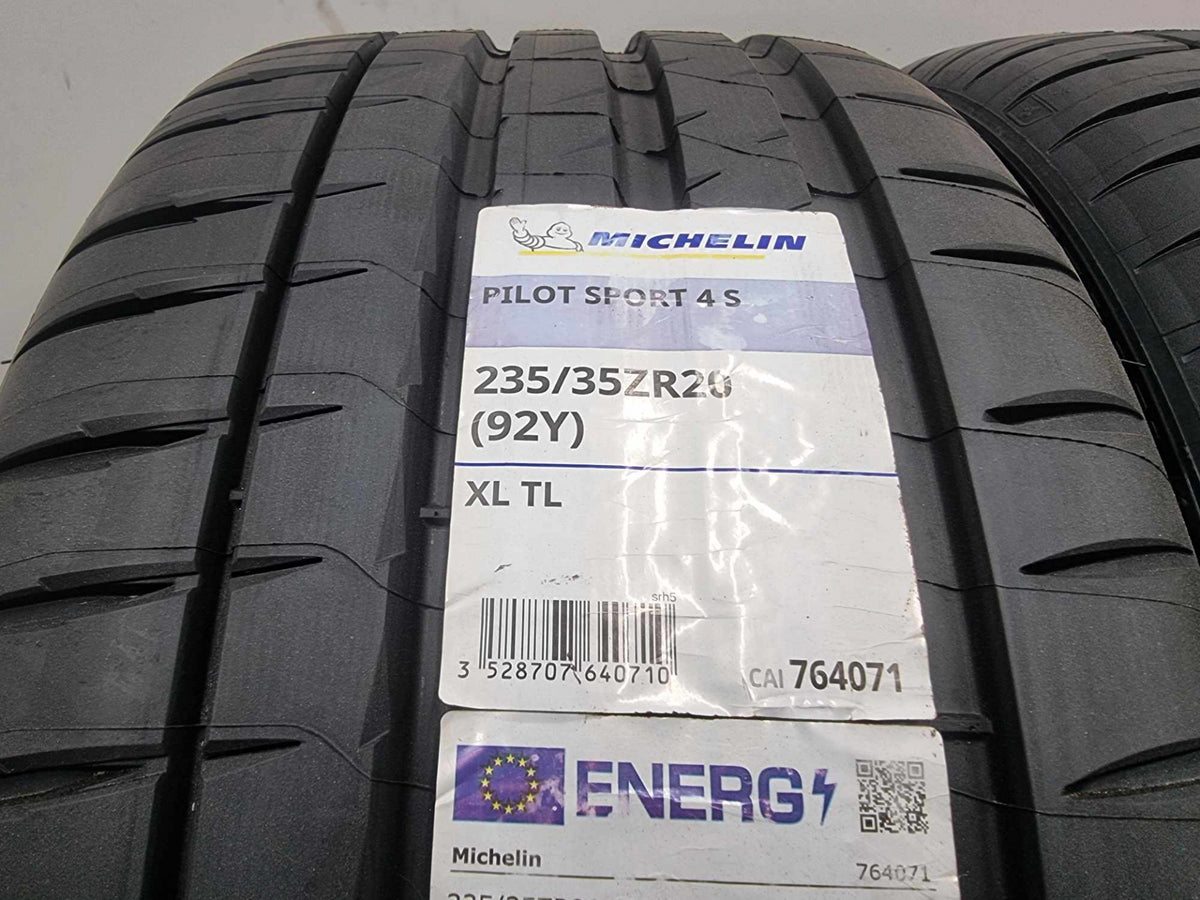 MICHELIN
PILOT SPORT 4 S
235/35ZR20
(92Y)
XL TL
srh5
3 528707 640710
CAI 764071
ENERG
Michelin
764071